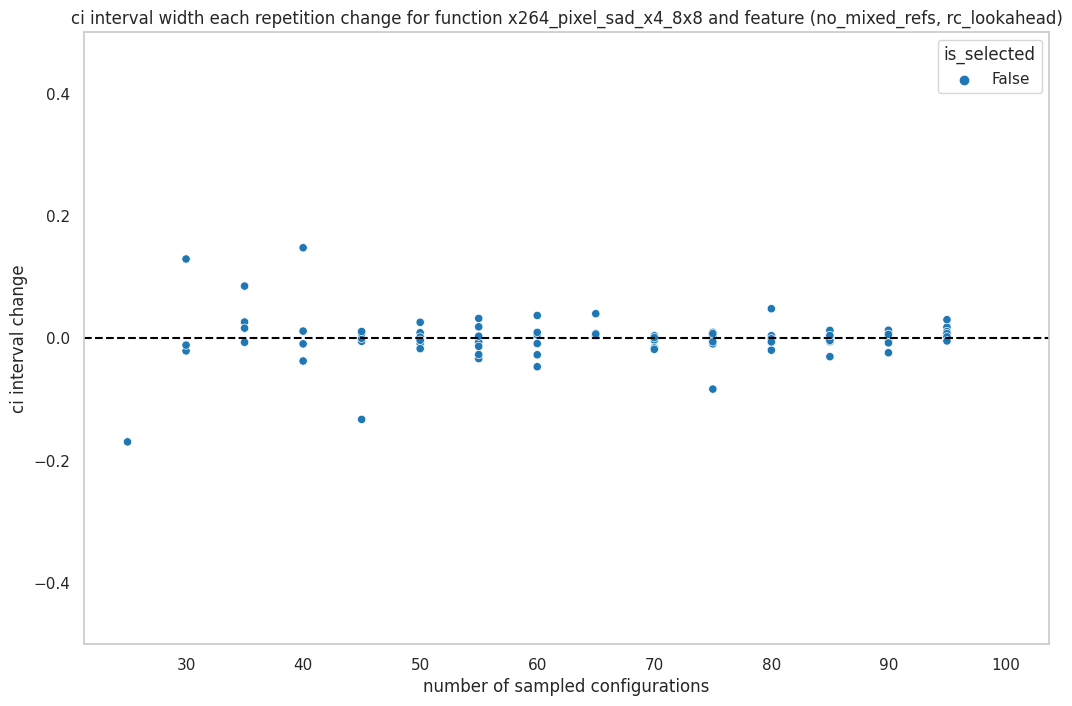 ci interval width each repetition change for function x264_pixel_sad_x4_8x8 and feature (no_mixed_refs, rc_lookahead)
is_selected
False
0.4
0.2
0.0
−0.2
−0.4
ci interval change
30 40 50 60 70 80 90 100
number of sampled configurations